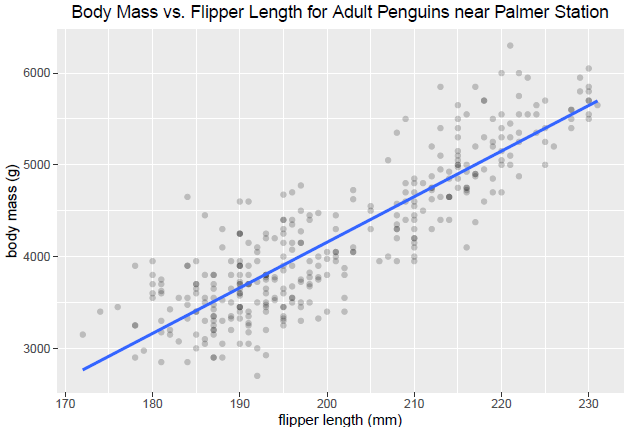 Body Mass vs. Flipper Length for Adult Penguins near Palmer Station
6000
5000
4000
3000
body mass (g)
170 180 190 200 210 220 230
flipper length (mm)